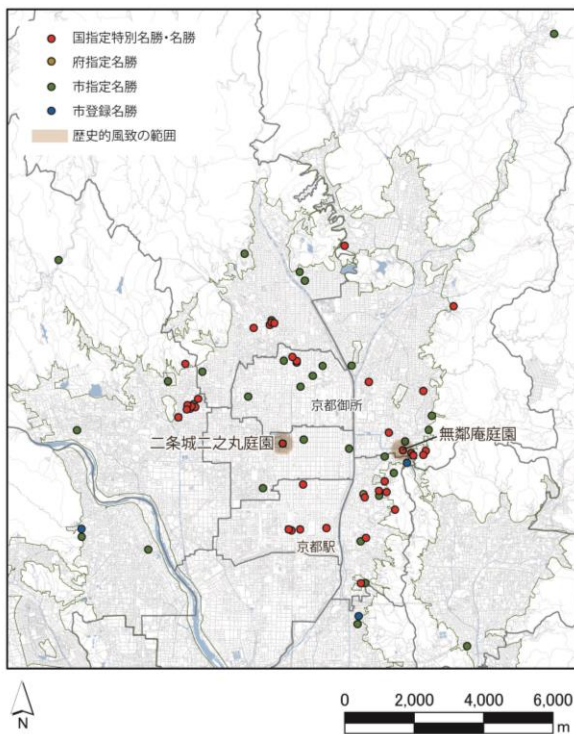 国指定特別名勝・名勝
府指定名勝
市指定名勝
市登録名勝
歴史的風致の範囲
京都御所
二条城二之丸庭園
無鄰庵庭園
京都駅
N
0 2,000 4,000 6,000
m